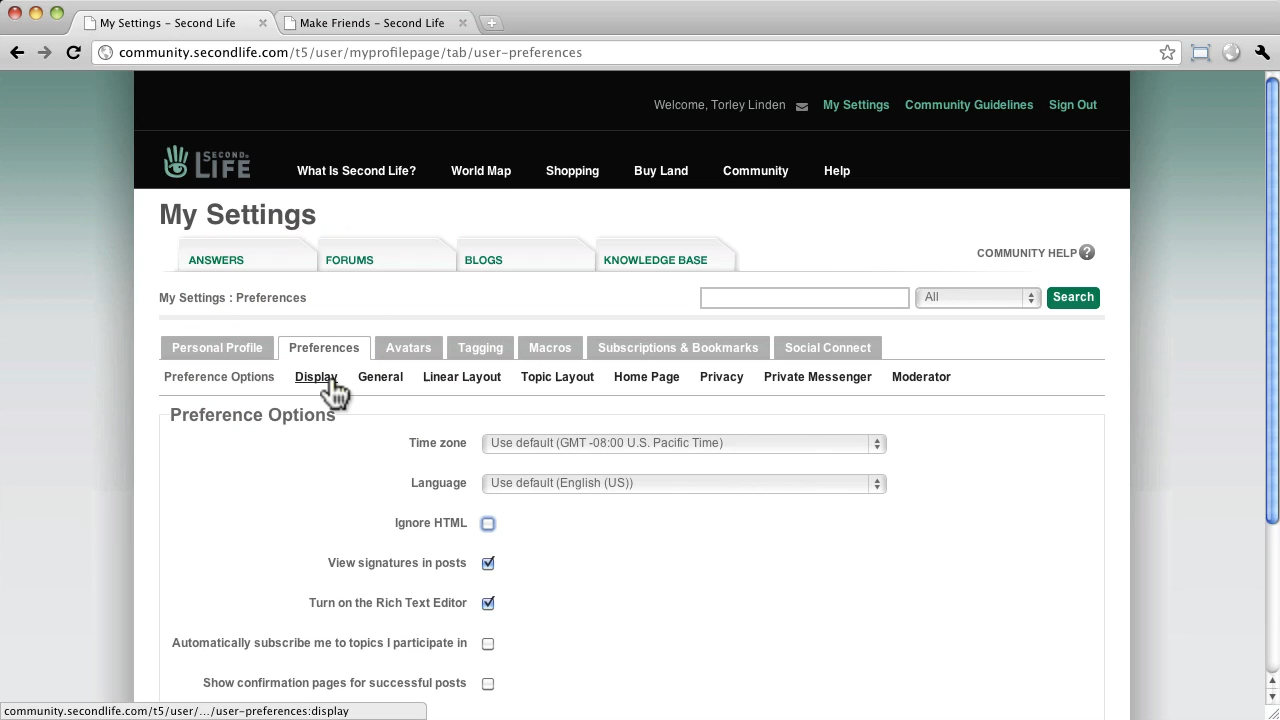 My Settings – Second Life
Make Friends – Second Life
community.secondlife.com/t5/user/myprofilepage/tab/user-preferences
Welcome, Torley Linden My Settings Community Guidelines Sign Out
SECOND LIFE
What Is Second Life? World Map Shopping Buy Land Community Help
My Settings
ANSWERS FORUMS BLOGS KNOWLEDGE BASE COMMUNITY HELP ?
My Settings : Preferences All Search
Personal Profile Preferences Avatars Tagging Macros Subscriptions & Bookmarks Social Connect
Preference Options Display General Linear Layout Topic Layout Home Page Privacy Private Messenger Moderator
Preference Options
Time zone Use default (GMT -08:00 U.S. Pacific Time)
Language Use default (English (US))
Ignore HTML
View signatures in posts
Turn on the Rich Text Editor
Automatically subscribe me to topics I participate in
Show confirmation pages for successful posts
community.secondlife.com/t5/user/.../user-preferences:display